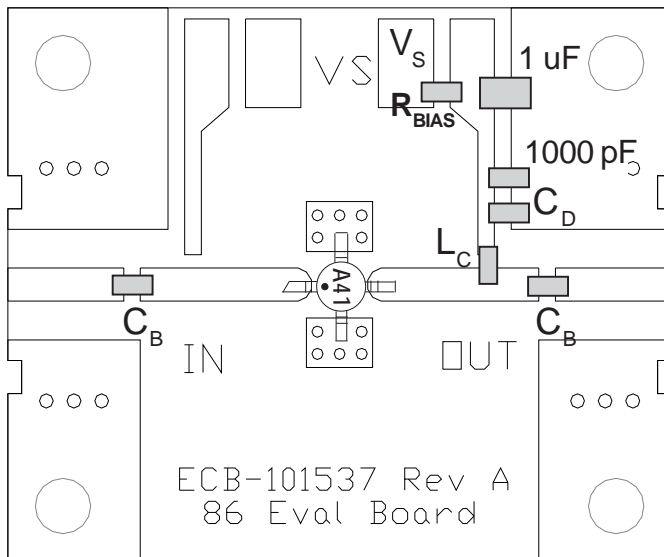 VS
V_S
1 uF
R_BIAS
1000 pF
C_D
L_C
A41
C_B
C_B
IN
OUT
ECB-101537 Rev A
86 Eval Board